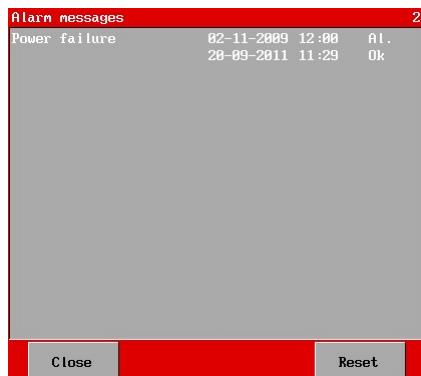 Alarm messages 2
Power failure 02-11-2009 12:00 Al.
20-09-2011 11:29 Ok
Close Reset